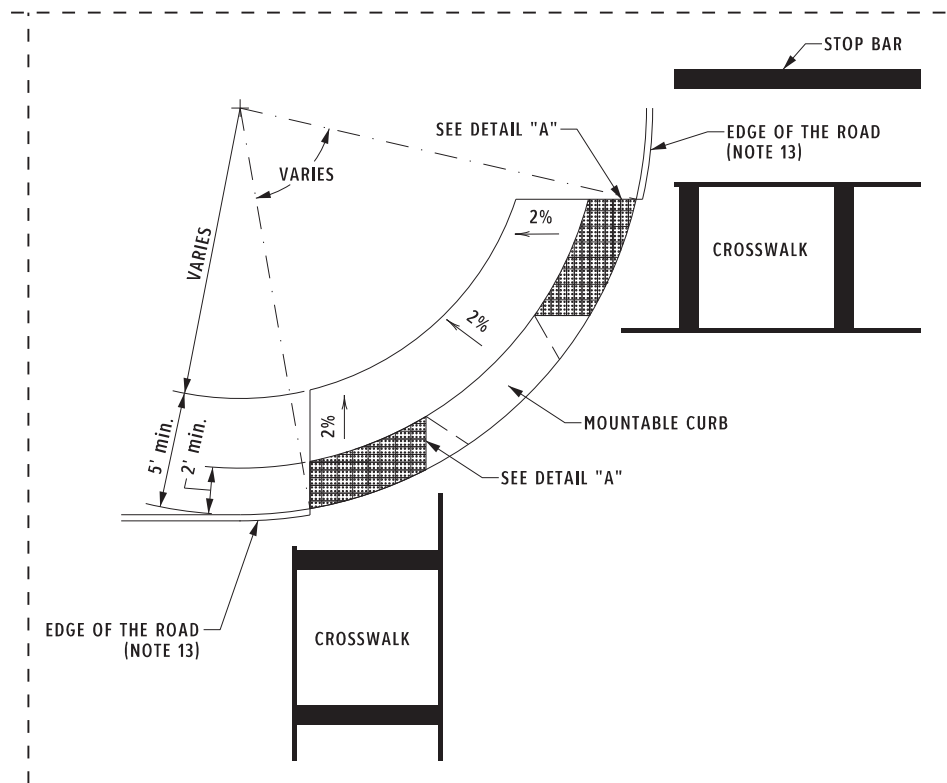 STOP BAR
SEE DETAIL "A"
EDGE OF THE ROAD
(NOTE 13)
VARIES
VARIES
2%
CROSSWALK
2%
2%
MOUNTABLE CURB
5' min.
2' min.
SEE DETAIL "A"
EDGE OF THE ROAD
(NOTE 13)
CROSSWALK